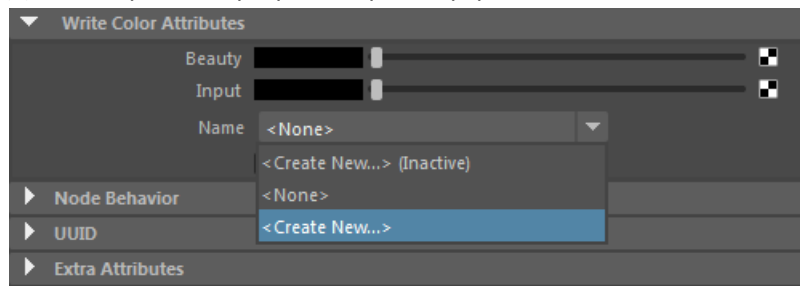 Write Color Attributes
Beauty
Input
Name <None>
<Create New...> (Inactive)
<None>
Node Behavior
<Create New...>
UUID
Extra Attributes